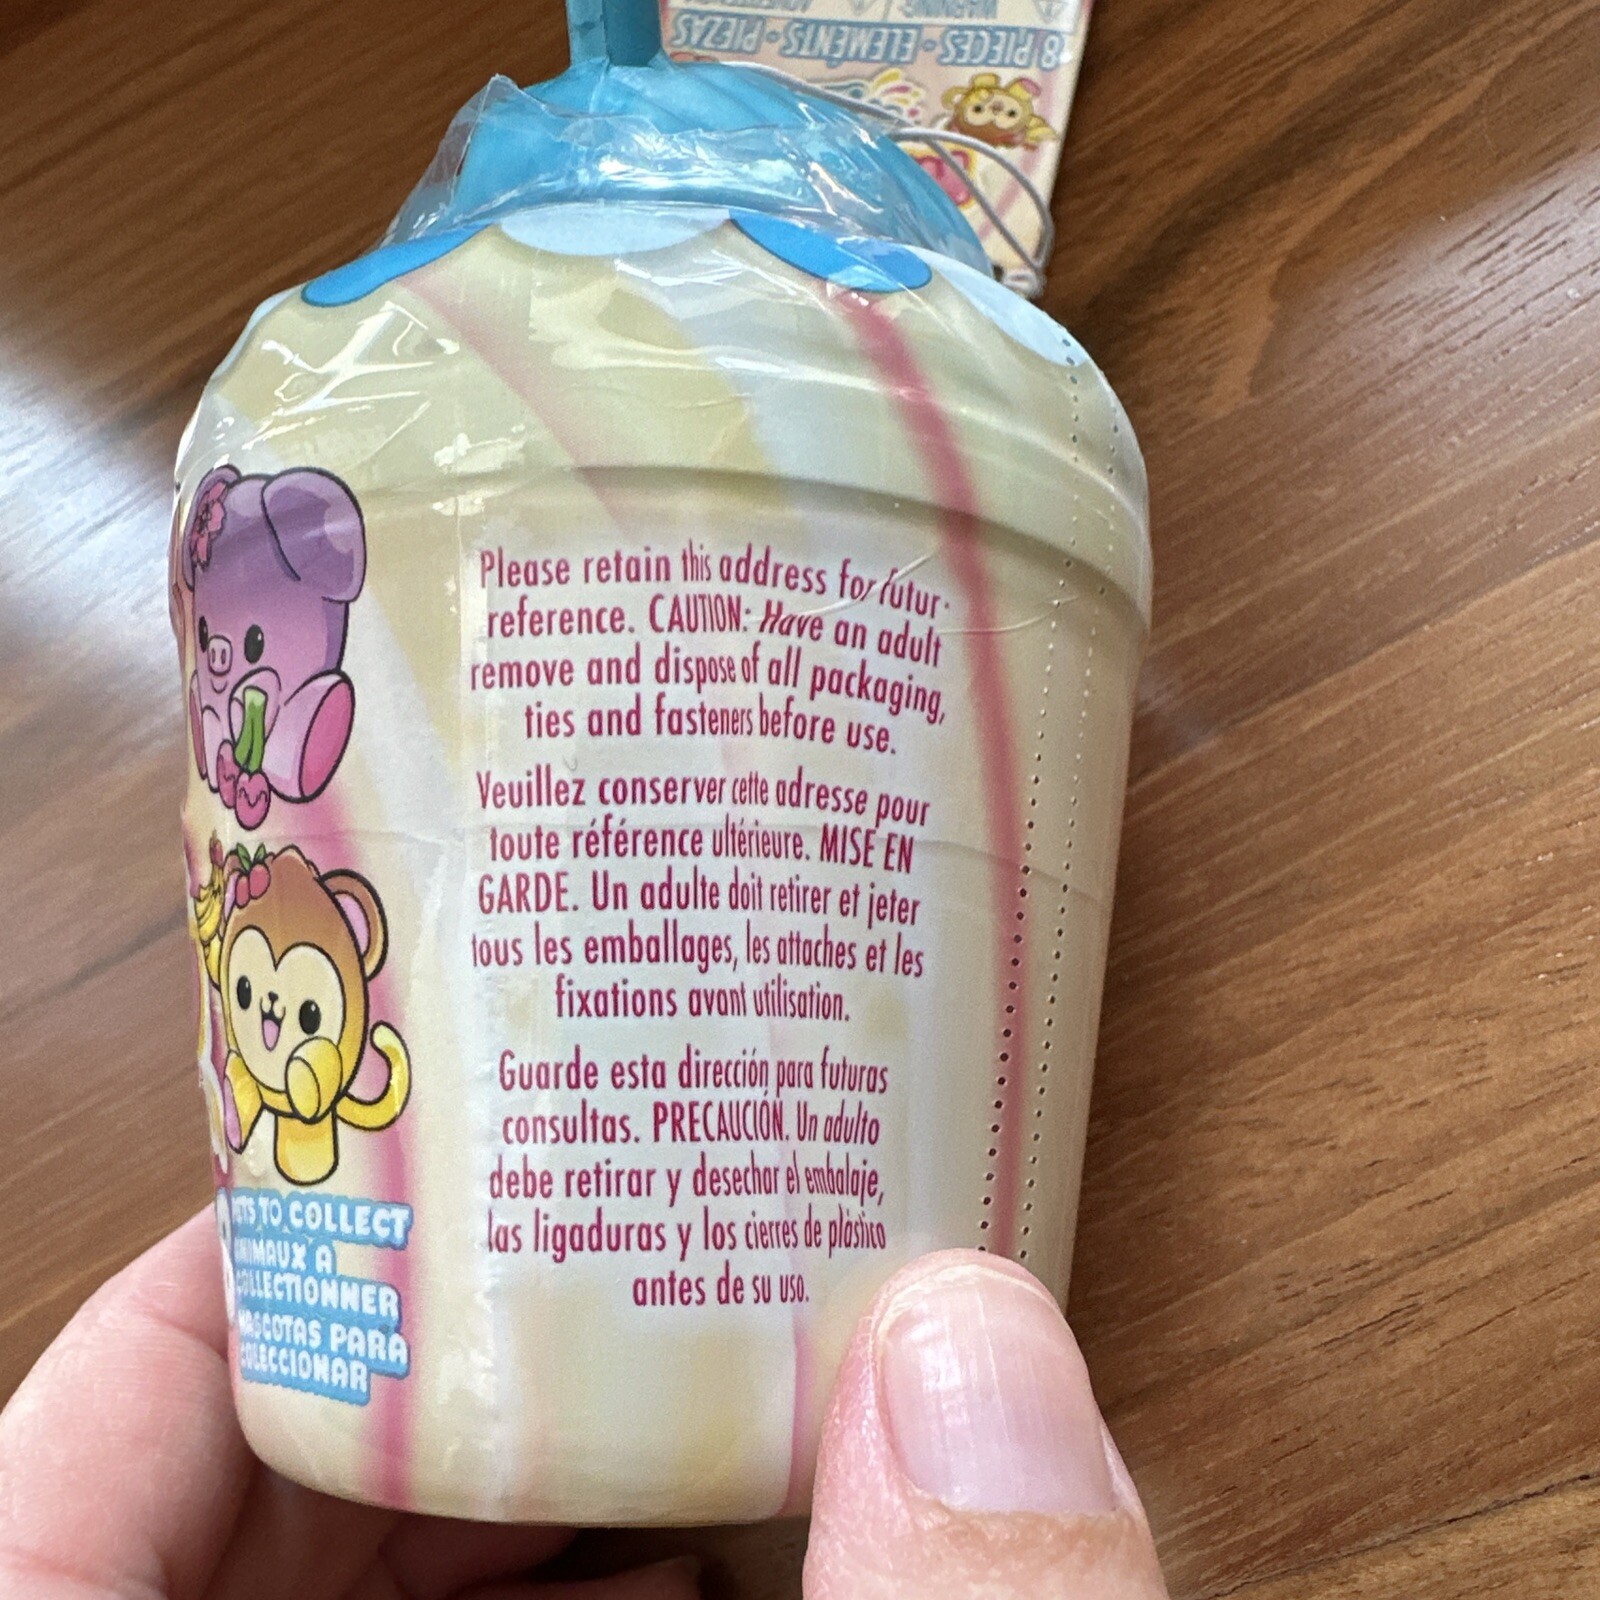 8 PIECES • ELEMENTS • PIEZAS
WARNING
Please retain this address for futur
reference. CAUTION: Have an adult
remove and dispose of all packaging,
ties and fasteners before use.
Veuillez conserver cette adresse pour
toute référence ultérieure. MISE EN
GARDE. Un adulte doit retirer et jeter
tous les emballages, les attaches et les
fixations avant utilisation.
Guarde esta dirección para futuras
consultas. PRECAUCIÓN. Un adulto
debe retirar y desechar el embalaje,
las ligaduras y los cierres de plástico
antes de su uso.
PETS TO COLLECT
ANIMAUX A
COLLECTIONNER
MASCOTAS PARA
COLECCIONAR